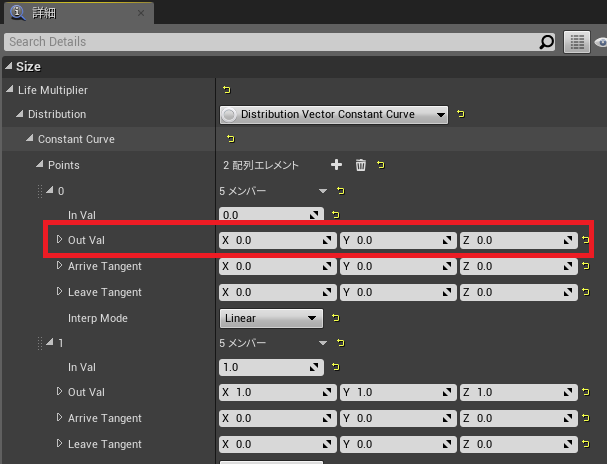 詳細
Search Details
Size
Life Multiplier
Distribution Distribution Vector Constant Curve
Constant Curve
Points 2 配列エレメント
0 5 メンバー
In Val 0.0
Out Val X 0.0 Y 0.0 Z 0.0
Arrive Tangent X 0.0 Y 0.0 Z 0.0
Leave Tangent X 0.0 Y 0.0 Z 0.0
Interp Mode Linear
1 5 メンバー
In Val 1.0
Out Val X 1.0 Y 1.0 Z 1.0
Arrive Tangent X 0.0 Y 0.0 Z 0.0
Leave Tangent X 0.0 Y 0.0 Z 0.0